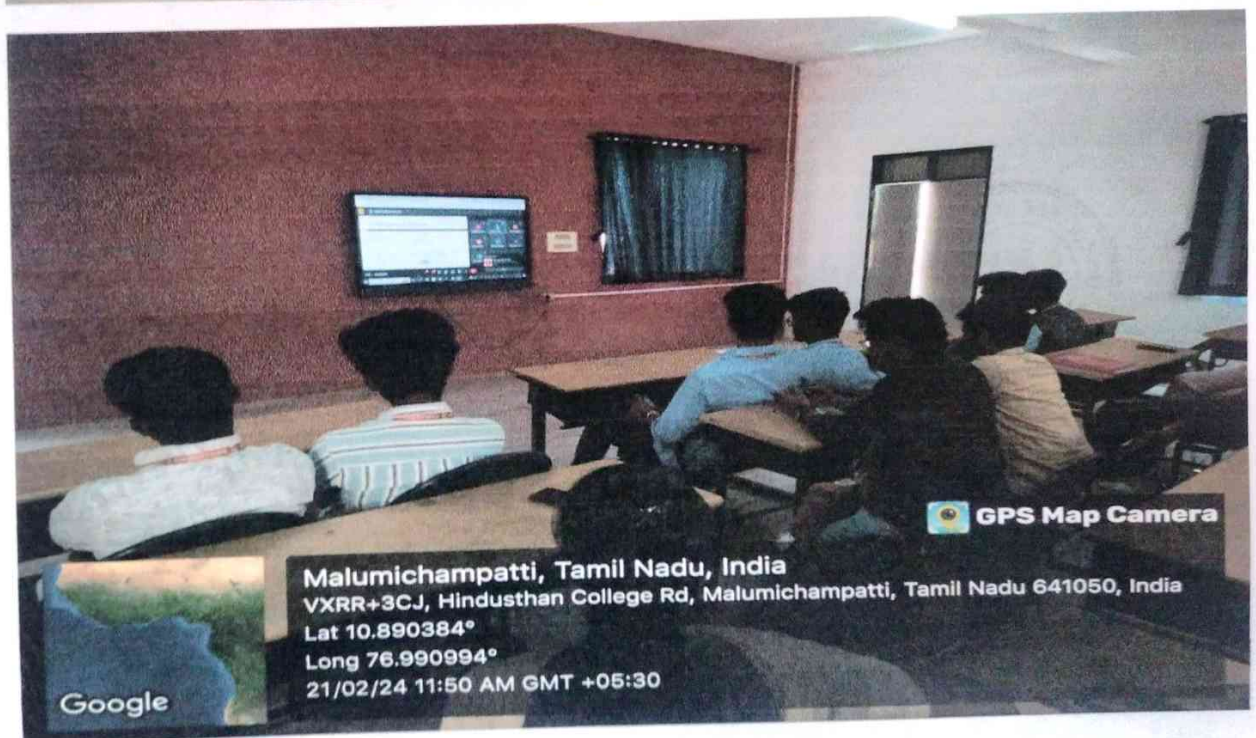 GPS Map Camera
Malumichampatti, Tamil Nadu, India
VXRR+3CJ, Hindusthan College Rd, Malumichampatti, Tamil Nadu 641050, India
Lat 10.890384°
Long 76.990994°
21/02/24 11:50 AM GMT +05:30
Google